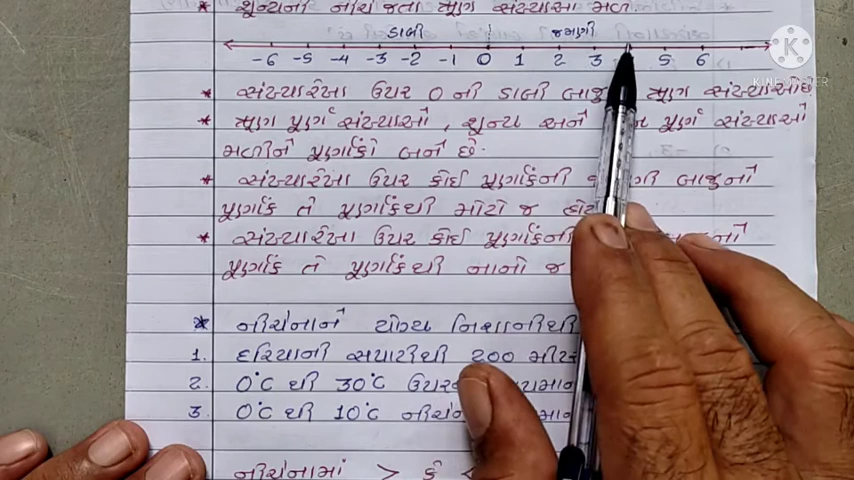 * શૂન્યની નીચે જતા ઋણ સંખ્યાઓ મળે
ડાબી જમણી
-6 -5 -4 -3 -2 -1 0 1 2 3 5 6
* સંખ્યારેખા ઉપર 0 ની ડાબી બાજુ ઋણ સંખ્યાઓ છે
* ઋણ પૂર્ણ સંખ્યાઓ, શૂન્ય અને પૂર્ણ સંખ્યાઓ
મળીને પૂર્ણાંકો બને છે.
* સંખ્યારેખા ઉપર કોઈ પૂર્ણાંકની બાજુનો
પૂર્ણાંક તે પૂર્ણાંકથી મોટો જ
* સંખ્યારેખા ઉપર કોઈ પૂર્ણાંકની
પૂર્ણાંક તે પૂર્ણાંકથી નાનો જ
* નીચેનાને યોગ્ય નિશાનીથી
1. દરિયાની સપાટીથી 200 મીટર
2. 0°C થી 30°C ઉપર
3. 0°C થી 10°C નીચે
નીચેનામાં > કે <
K
KINEMASTER